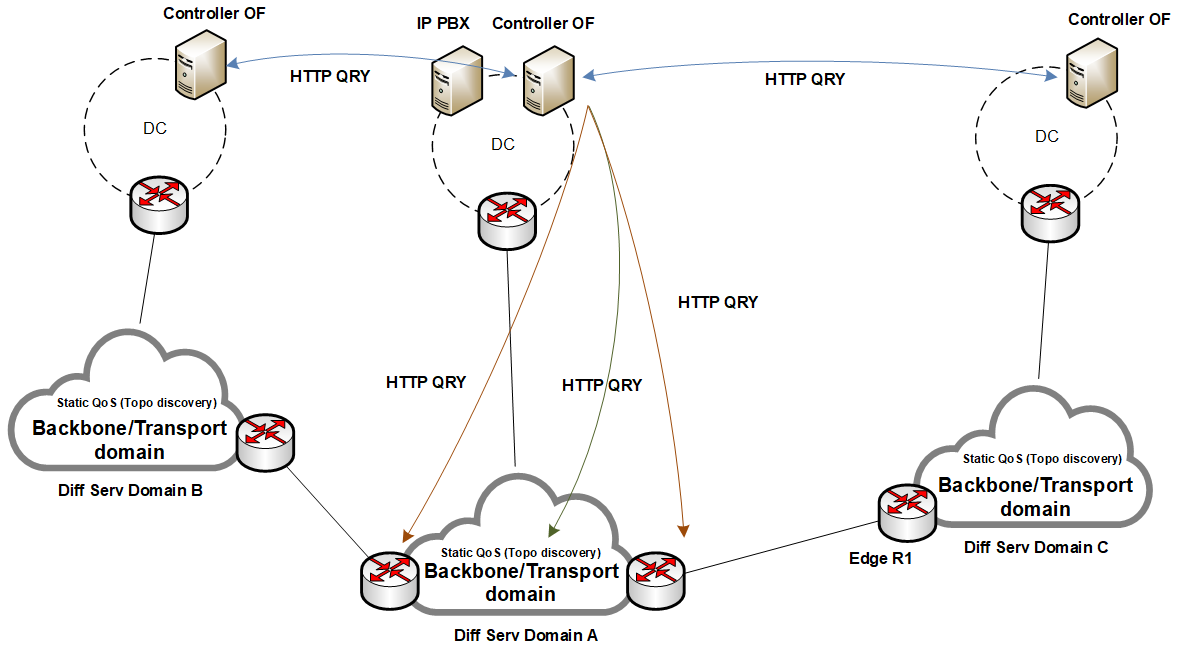 Controller OF
IP PBX
Controller OF
Controller OF
HTTP QRY
HTTP QRY
DC
DC
DC
HTTP QRY
HTTP QRY
HTTP QRY
Static QoS (Topo discovery)
Backbone/Transport
domain
Diff Serv Domain B
Static QoS (Topo discovery)
Backbone/Transport
domain
Diff Serv Domain C
Edge R1
Static QoS (Topo discovery)
Backbone/Transport
domain
Diff Serv Domain A